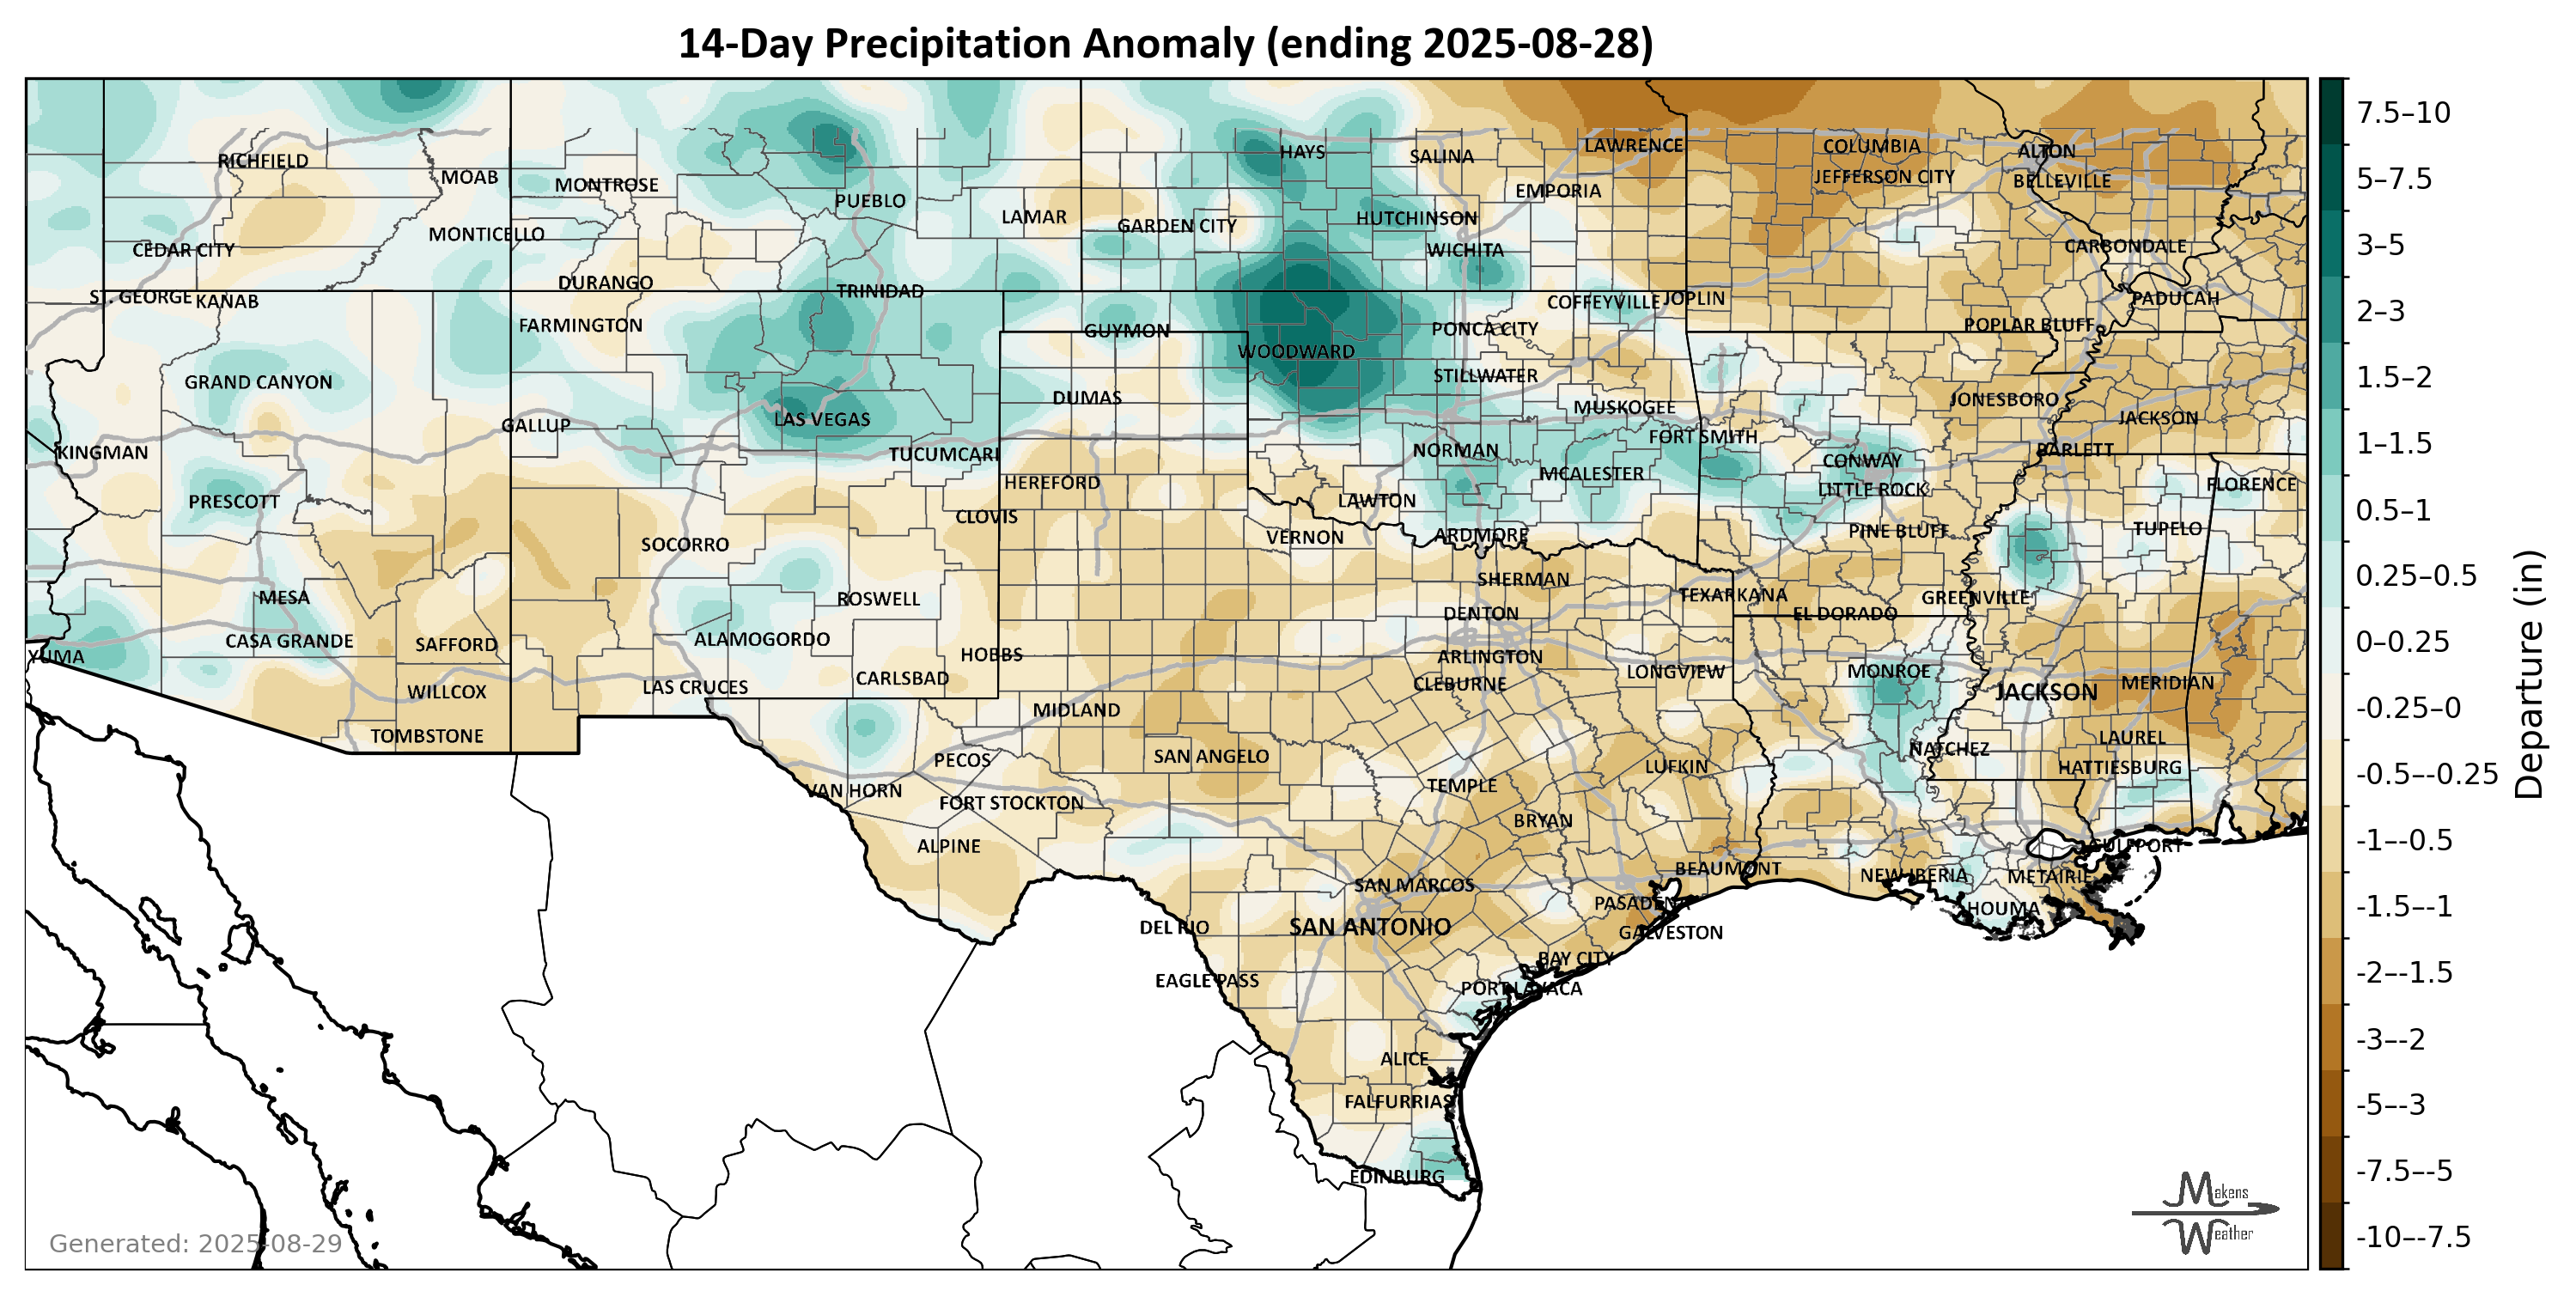 14-Day Precipitation Anomaly (ending 2025-08-28)
RICHFIELD
MOAB
MONTROSE
PUEBLO
LAMAR
MONTICELLO
CEDAR CITY
DURANGO
TRINIDAD
ST. GEORGE
KANAB
FARMINGTON
GARDEN CITY
HAYS
SALINA
HUTCHINSON
WICHITA
EMPORIA
LAWRENCE
COLUMBIA
JEFFERSON CITY
ALTON
BELLEVILLE
CARBONDALE
PADUCAH
POPLAR BLUFF
COFFEYVILLE
JOPLIN
GUYMON
WOODWARD
PONCA CITY
STILLWATER
DUMAS
GRAND CANYON
GALLUP
LAS VEGAS
TUCUMCARI
KINGMAN
PRESCOTT
HEREFORD
CLOVIS
SOCORRO
MUSKOGEE
FORT SMITH
NORMAN
MCALESTER
LAWTON
ARDMORE
VERNON
CONWAY
LITTLE ROCK
PINE BLUFF
JONESBORO
JACKSON
BARLETT
FLORENCE
TUPELO
MESA
CASA GRANDE
SAFFORD
YUMA
WILLCOX
TOMBSTONE
ROSWELL
ALAMOGORDO
HOBBS
LAS CRUCES
CARLSBAD
SHERMAN
DENTON
ARLINGTON
CLEBURNE
TEXARKANA
EL DORADO
GREENVILLE
LONGVIEW
MONROE
JACKSON
MERIDIAN
MIDLAND
PECOS
SAN ANGELO
VAN HORN
FORT STOCKTON
ALPINE
TEMPLE
LUFKIN
BRYAN
NATCHEZ
LAUREL
HATTIESBURG
BEAUMONT
NEW IBERIA
METAIRIE
GULFPORT
HOUMA
SAN MARCOS
SAN ANTONIO
PASADENA
GALVESTON
DEL RIO
EAGLE PASS
BAY CITY
PORT LAVACA
ALICE
FALFURRIAS
EDINBURG
Generated: 2025-08-29
Makens
Weather
7.5–10
5–7.5
3–5
2–3
1.5–2
1–1.5
0.5–1
0.25–0.5
0–0.25
-0.25–0
-0.5–-0.25
-1–-0.5
-1.5–-1
-2–-1.5
-3–-2
-5–-3
-7.5–-5
-10–-7.5
Departure (in)